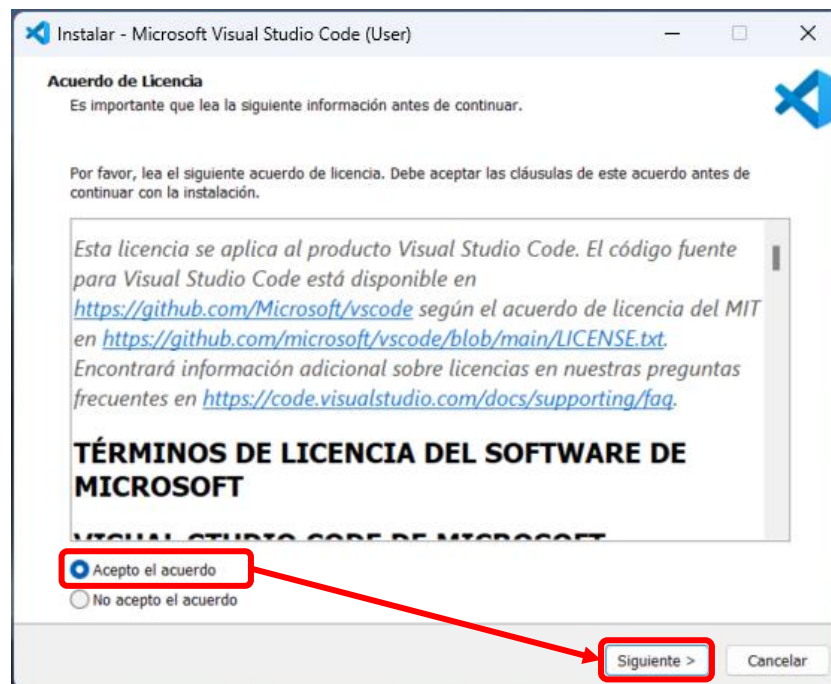 Instalar - Microsoft Visual Studio Code (User)
Acuerdo de Licencia
Es importante que lea la siguiente información antes de continuar.
Por favor, lea el siguiente acuerdo de licencia. Debe aceptar las cláusulas de este acuerdo antes de
continuar con la instalación.
Esta licencia se aplica al producto Visual Studio Code. El código fuente
para Visual Studio Code está disponible en
https://github.com/Microsoft/vscode según el acuerdo de licencia del MIT
en https://github.com/microsoft/vscode/blob/main/LICENSE.txt.
Encontrará información adicional sobre licencias en nuestras preguntas
frecuentes en https://code.visualstudio.com/docs/supporting/faq.
TÉRMINOS DE LICENCIA DEL SOFTWARE DE
MICROSOFT
VISUAL STUDIO CODE DE MICROSOFT
Acepto el acuerdo
No acepto el acuerdo
Siguiente >
Cancelar